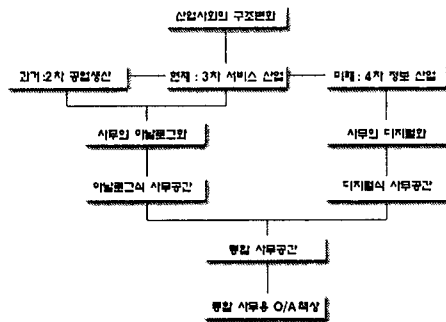 산업사회의 구조변화
과거:2차 공업생산
현재 : 3차 서비스 산업
미래 : 4차 정보 산업
사무의 아날로그화
사무의 디지털화
아날로그식 사무공간
디지털식 사무공간
통합 사무공간
통합 사무용 O/A책상